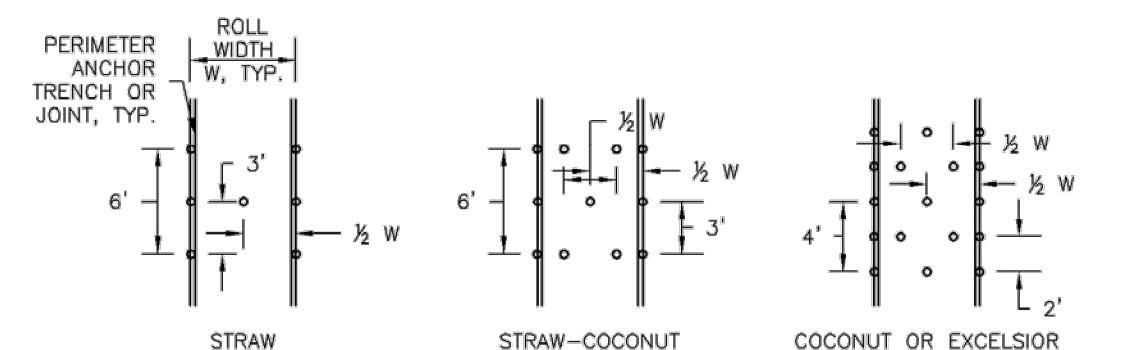 ROLL
WIDTH
W, TYP.
PERIMETER
ANCHOR
TRENCH OR
JOINT, TYP.
3'
6'
½ W
STRAW
½ W
½ W
6'
3'
STRAW-COCONUT
½ W
½ W
4'
2'
COCONUT OR EXCELSIOR